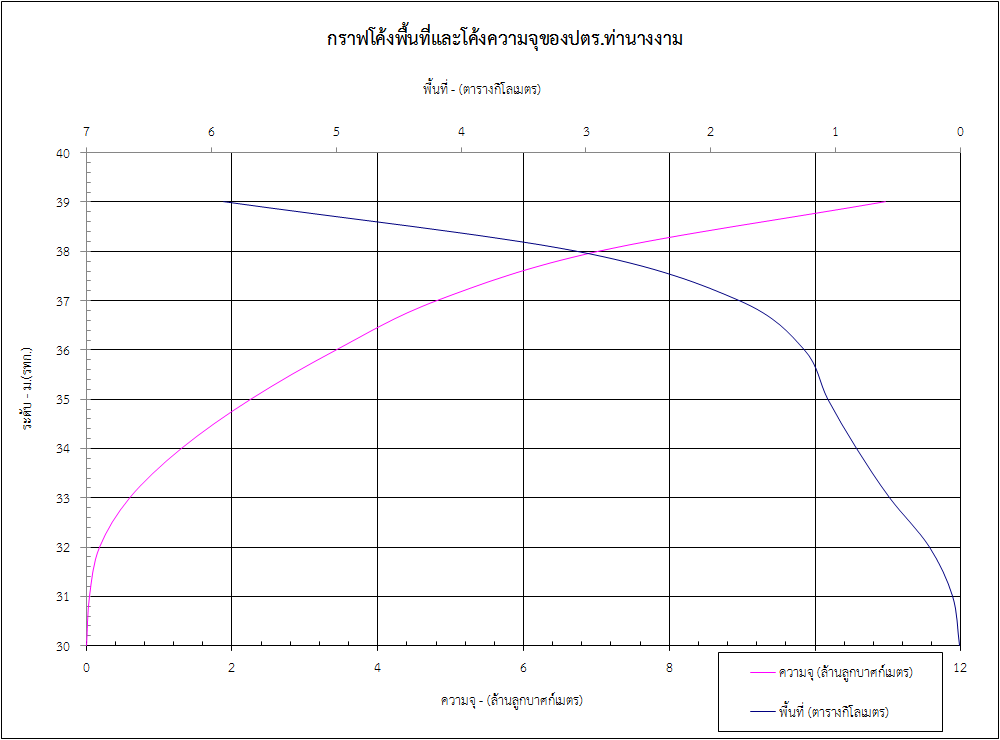 กราฟโค้งพื้นที่และโค้งความจุของปตร.ท่านางงาม
พื้นที่ - (ตารางกิโลเมตร)
7 6 5 4 3 2 1 0
40
39
38
37
36
35
34
33
32
31
30
ระดับ - ม.(รทก.)
0 2 4 6 8 12
ความจุ - (ล้านลูกบาศก์เมตร)
ความจุ (ล้านลูกบาศก์เมตร)
พื้นที่ (ตารางกิโลเมตร)